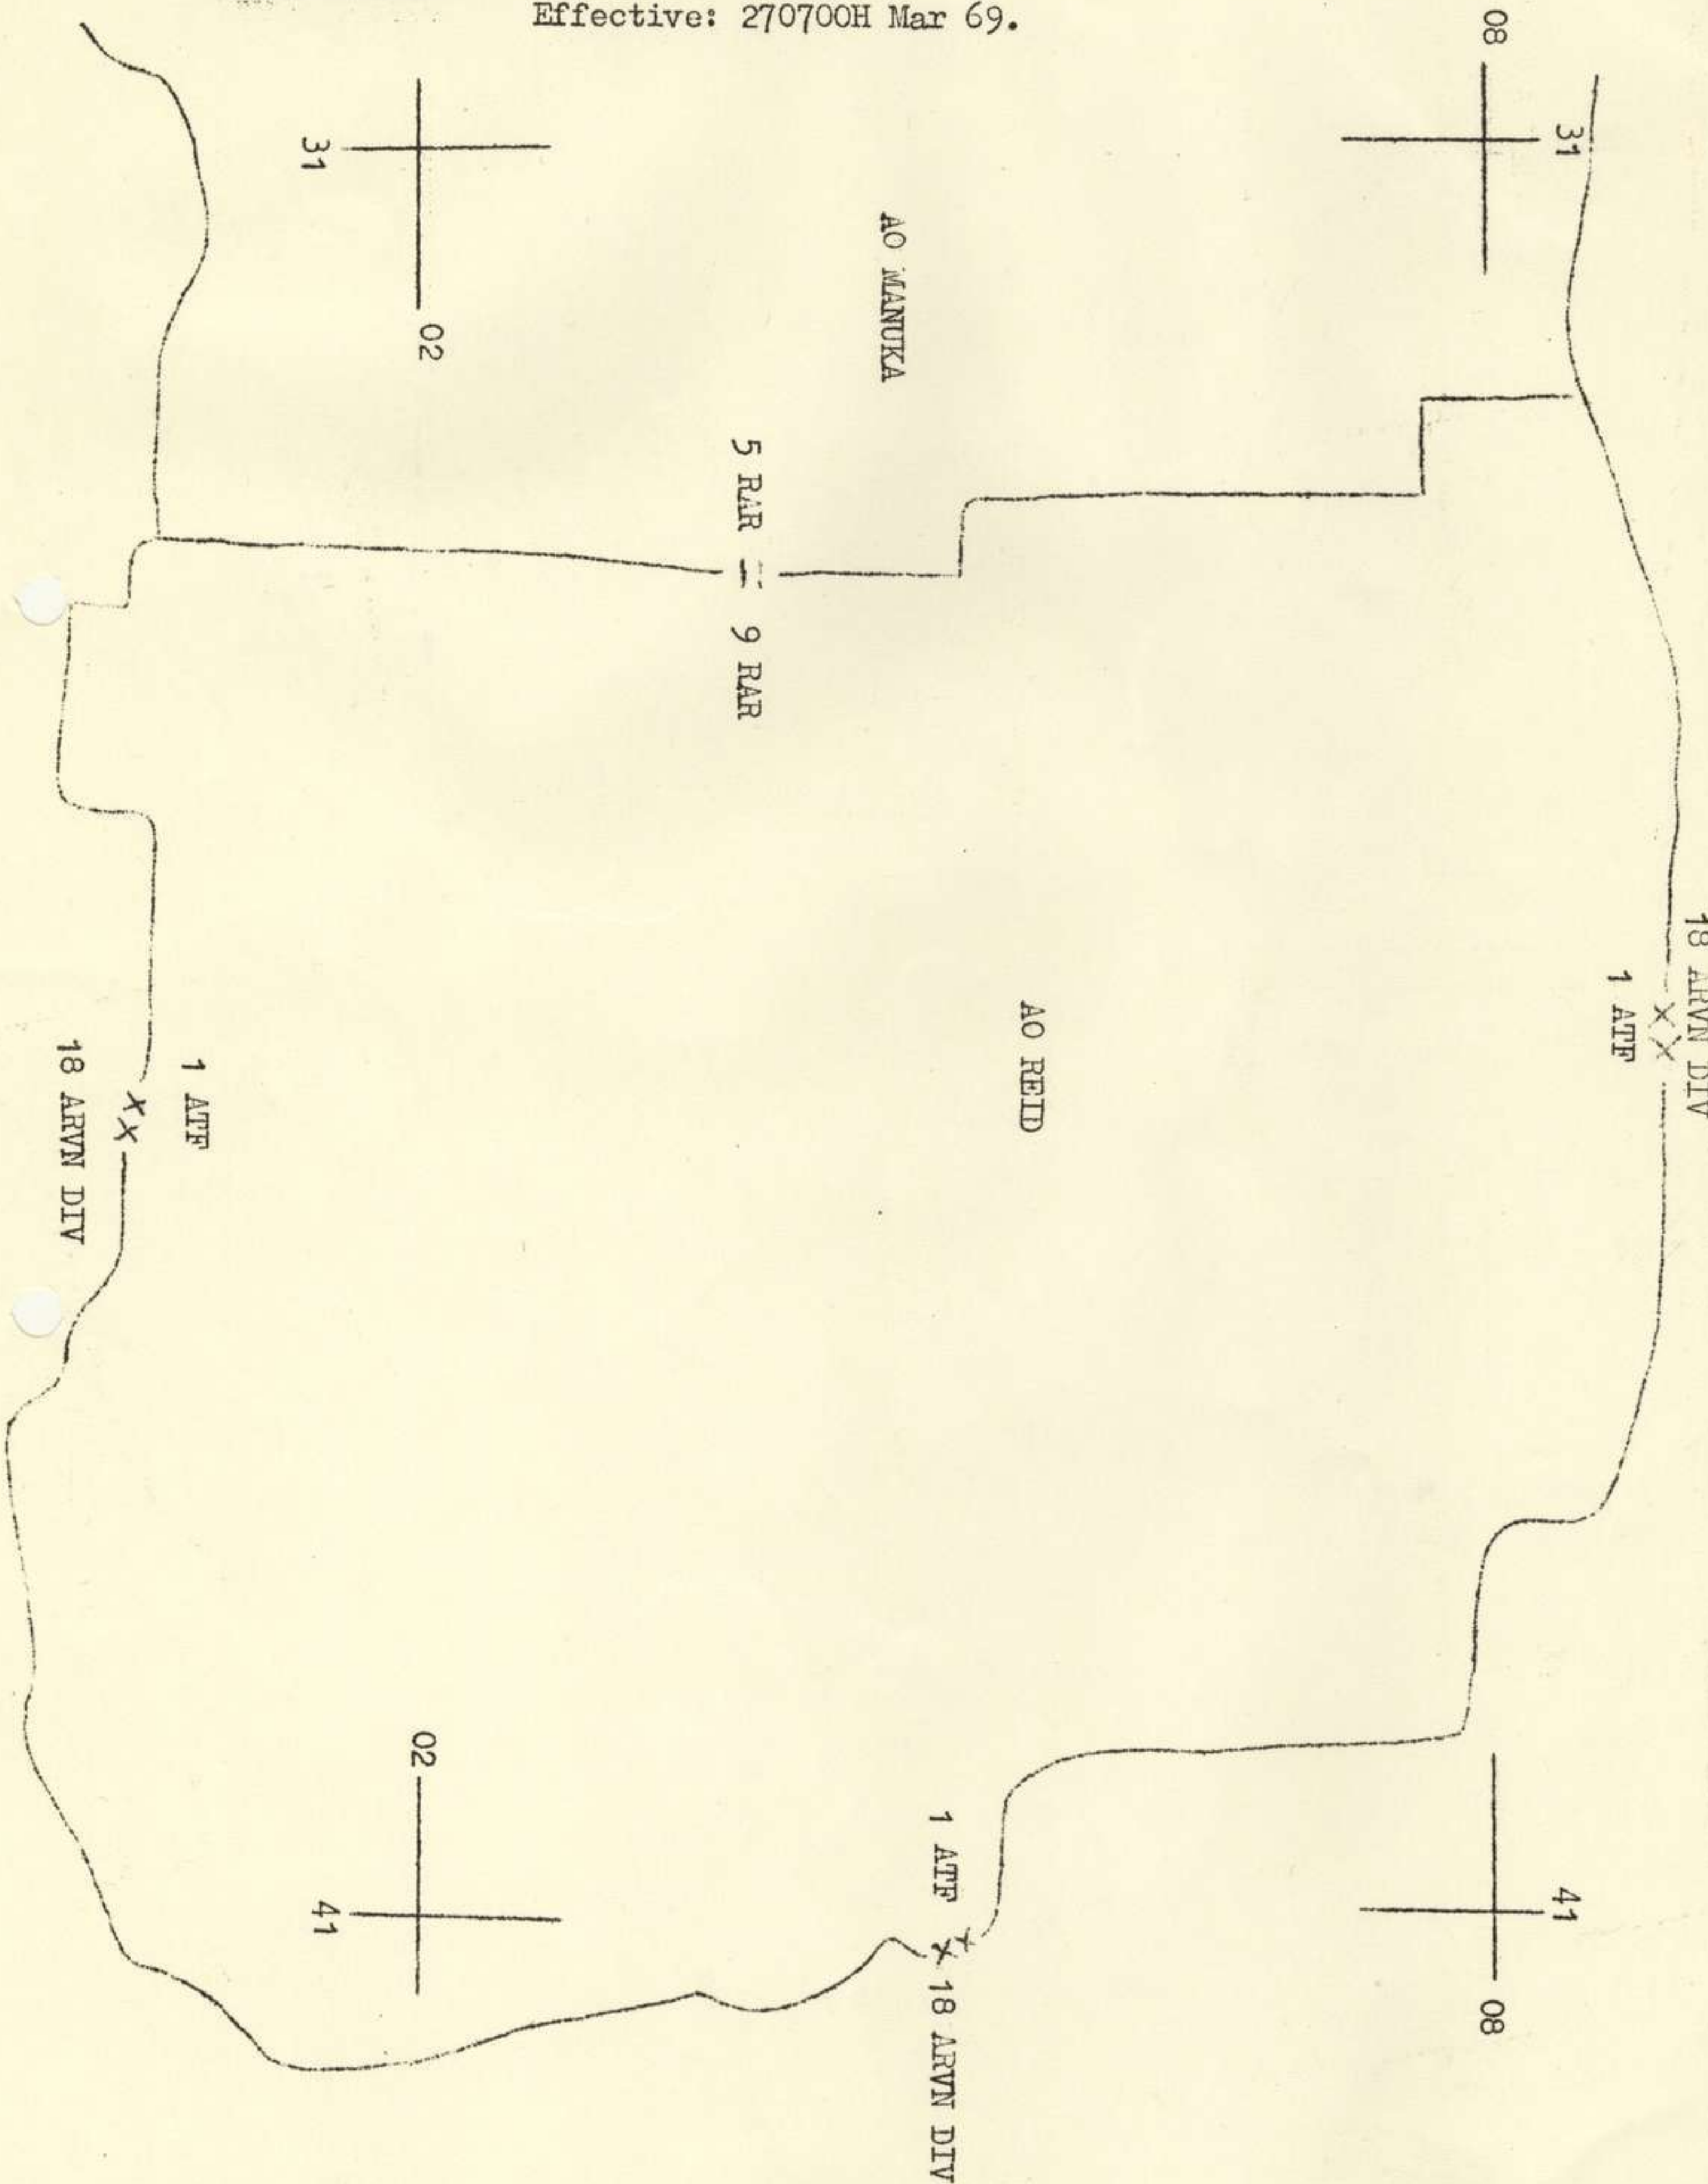 Effective: 270700H Mar 69.
08
31
31
02
AO MANUKA
5 RAR
9 RAR
18 ARVN DIV
1 ATF
AO REID
1 ATF
18 ARVN DIV
02
41
1 ATF
18 ARVN DIV
41
08